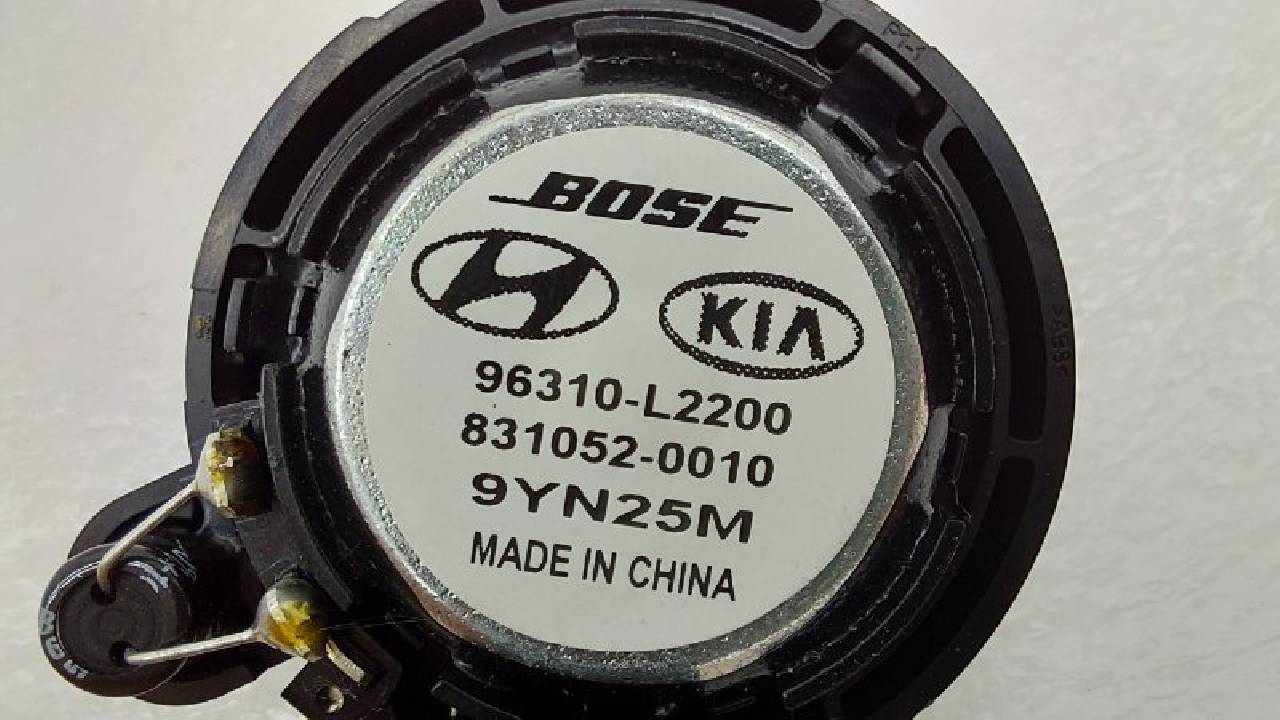 BOSE
KIA
96310-L2200
831052-0010
9YN25M
MADE IN CHINA